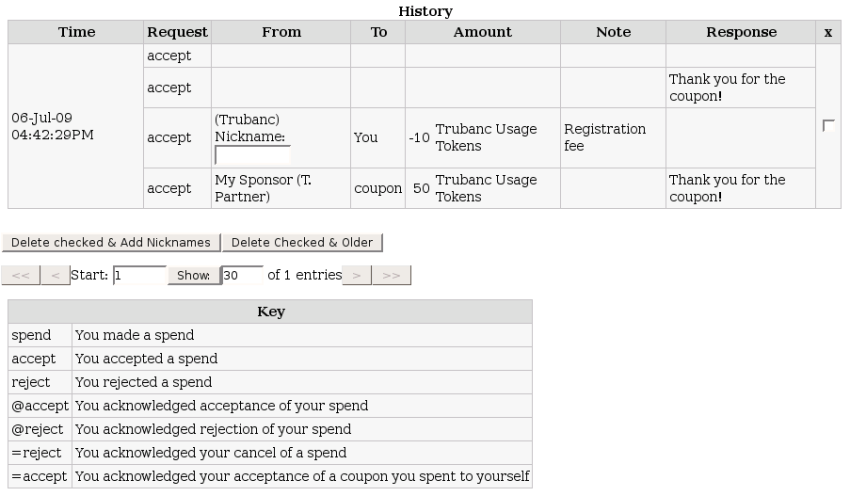 History
Time Request From To Amount Note Response x
06-Jul-09 04:42:29PM
accept
accept Thank you for the coupon!
accept (Trubanc) Nickname: You -10 Trubanc Usage Tokens Registration fee
accept My Sponsor (T. Partner) coupon 50 Trubanc Usage Tokens Thank you for the coupon!
Delete checked & Add Nicknames Delete Checked & Older
<< < Start: 1 Show: 30 of 1 entries > >>
Key
spend You made a spend
accept You accepted a spend
reject You rejected a spend
@accept You acknowledged acceptance of your spend
@reject You acknowledged rejection of your spend
=reject You acknowledged your cancel of a spend
=accept You acknowledged your acceptance of a coupon you spent to yourself